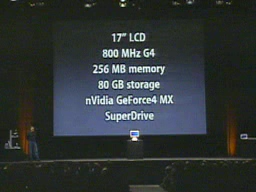 17" LCD
800 MHz G4
256 MB memory
80 GB storage
nVidia GeForce4 MX
SuperDrive